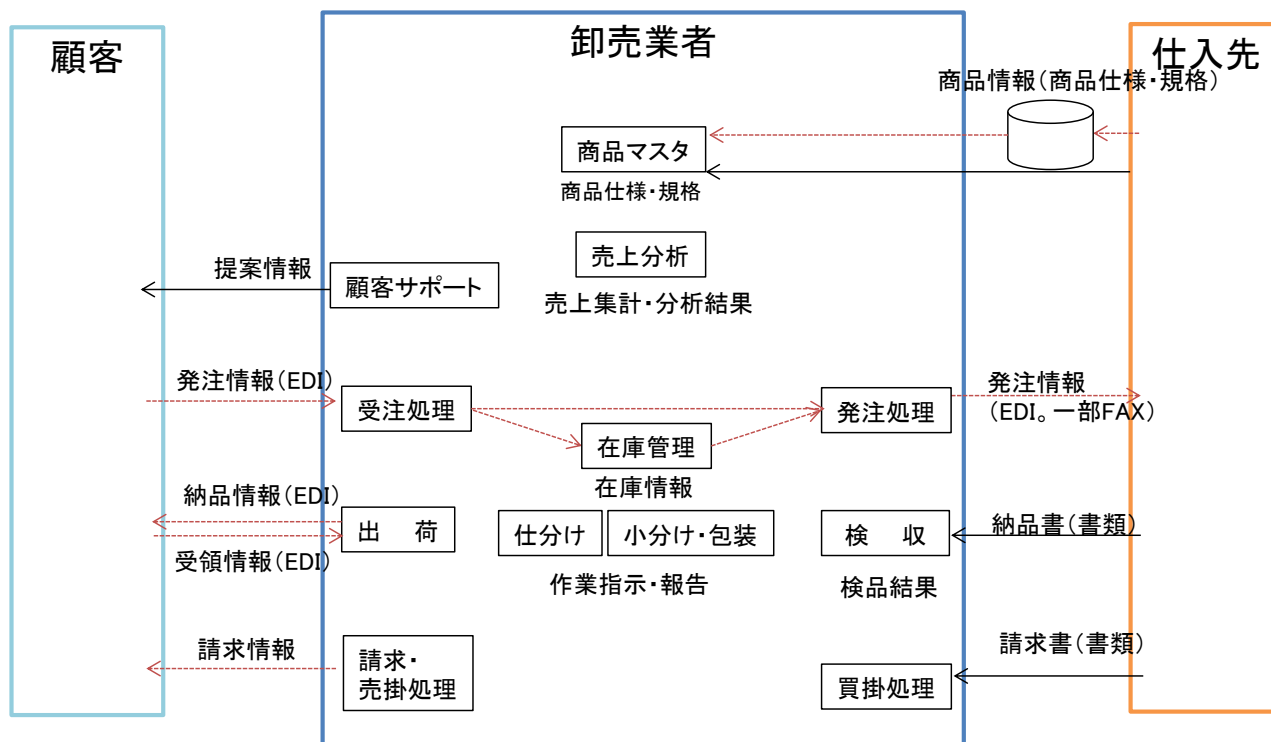 顧客
卸売業者
仕入先
商品情報(商品仕様・規格)
商品マスタ
商品仕様・規格
売上分析
売上集計・分析結果
提案情報
顧客サポート
発注情報(EDI)
受注処理
在庫管理
在庫情報
発注処理
発注情報
(EDI。一部FAX)
納品情報(EDI)
出 荷
受領情報(EDI)
仕分け
小分け・包装
作業指示・報告
検 収
検品結果
納品書(書類)
請求情報
請求・
売掛処理
買掛処理
請求書(書類)